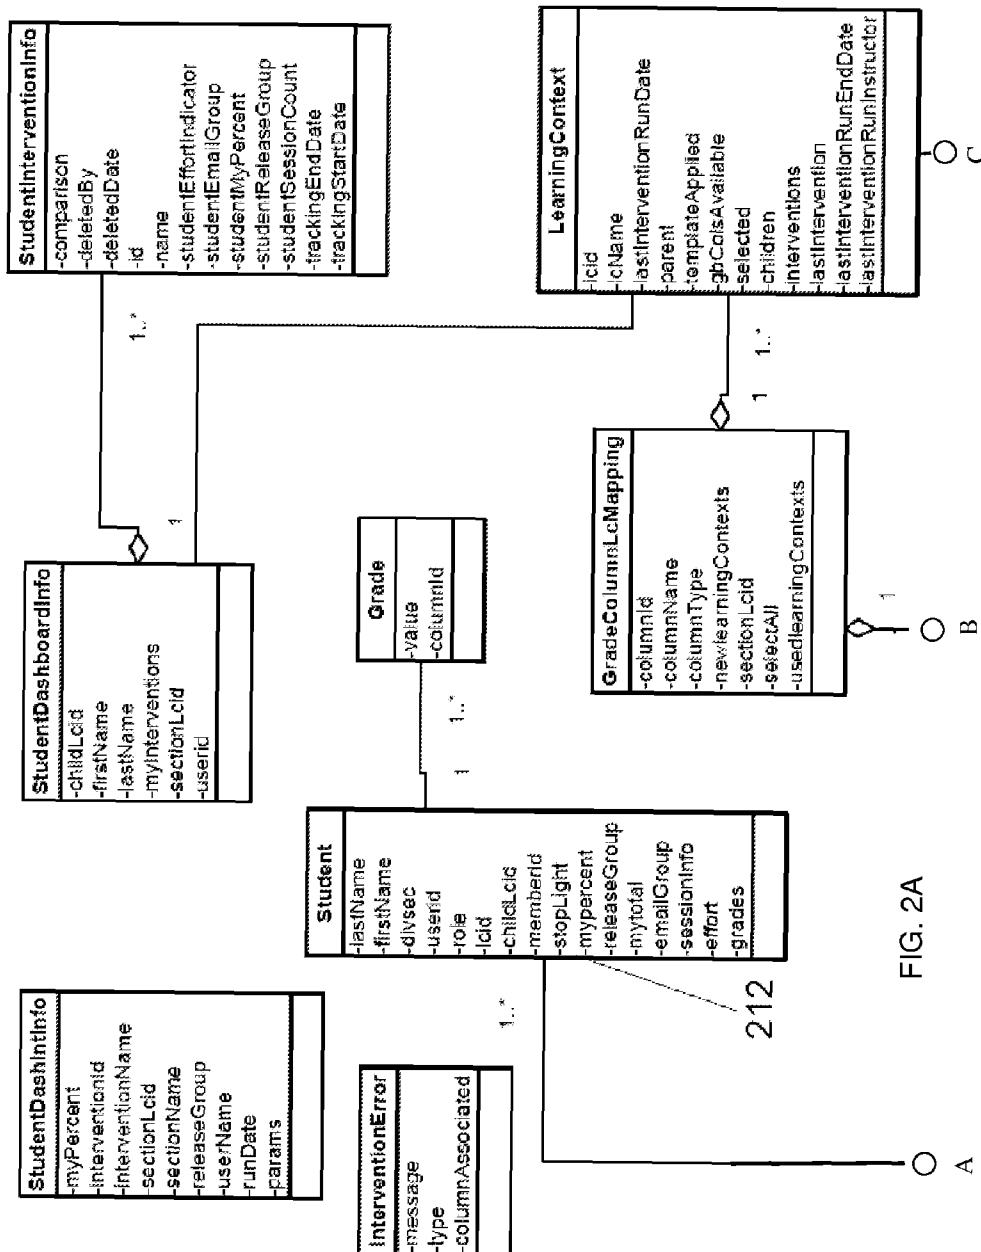 StudentDashIntInfo
-myPercent
-interventionId
-interventionName
-sectionLcid
-sectionName
-releaseGroup
-userName
-runDate
-params
StudentDashboardInfo
-childLcid
-firstName
-lastName
-myInterventions
-sectionLcid
-userid
1
1..*
StudentInterventionInfo
-comparison
-deletedBy
-deletedDate
-id
-name
-studentEffortIndicator
-studentEmailGroup
-studentMyPercent
-studentReleaseGroup
-studentSessionCount
-trackingEndDate
-trackingStartDate
InterventionError
-message
-type
-columnAssociated
1..*
Student
-lastName
-firstName
-divsec
-userid
-role
-lcid
-childLcid
-memberid
-stopLight
-mypercent
-releaseGroup
-mytotal
-emailGroup
-sessionInfo
-effort
-grades
212
1
1..*
Grade
-value
-columnId
GradeColumnLcMapping
-columnId
-columnName
-columnType
-newlearningContexts
-sectionLcid
-selectAll
-usedlearningContexts
1
1..*
LearningContext
-lcid
-lcName
-lastInterventionRunDate
-parent
-templateApplied
-gbColsAvailable
-selected
-children
-interventions
-lastIntervention
-lastInterventionRunEndDate
-lastInterventionRunInstructor
1
A
B
C
FIG. 2A